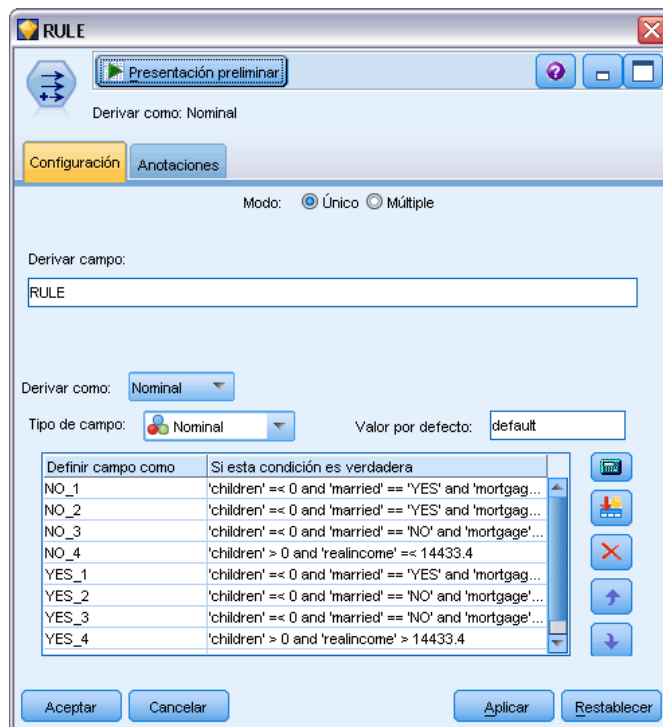 RULE
Presentación preliminar
?
Derivar como: Nominal
Configuración Anotaciones
Modo: Único Múltiple
Derivar campo:
RULE
Derivar como: Nominal
Tipo de campo: Nominal Valor por defecto: default
Definir campo como Si esta condición es verdadera
NO_1 'children' =< 0 and 'married' == 'YES' and 'mortgag...
NO_2 'children' =< 0 and 'married' == 'YES' and 'mortgag...
NO_3 'children' =< 0 and 'married' == 'NO' and 'mortgage'...
NO_4 'children' > 0 and 'realincome' =< 14433.4
YES_1 'children' =< 0 and 'married' == 'YES' and 'mortgag...
YES_2 'children' =< 0 and 'married' == 'NO' and 'mortgage'...
YES_3 'children' =< 0 and 'married' == 'NO' and 'mortgage'...
YES_4 'children' > 0 and 'realincome' > 14433.4
Aceptar Cancelar Aplicar Restablecer